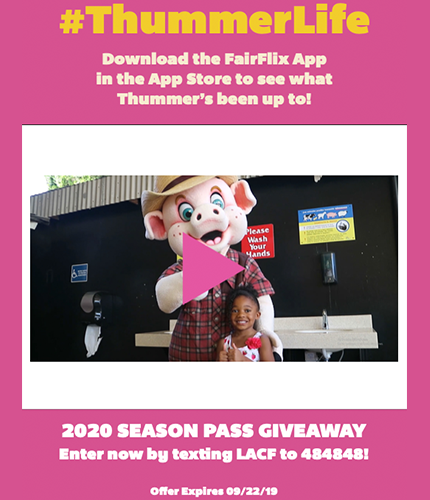 #ThummerLife
Download the FairFlix App
in the App Store to see what
Thummer's been up to!
Please
Wash Your
Hands
2020 SEASON PASS GIVEAWAY
Enter now by texting LACF to 484848!
Offer Expires 09/22/19